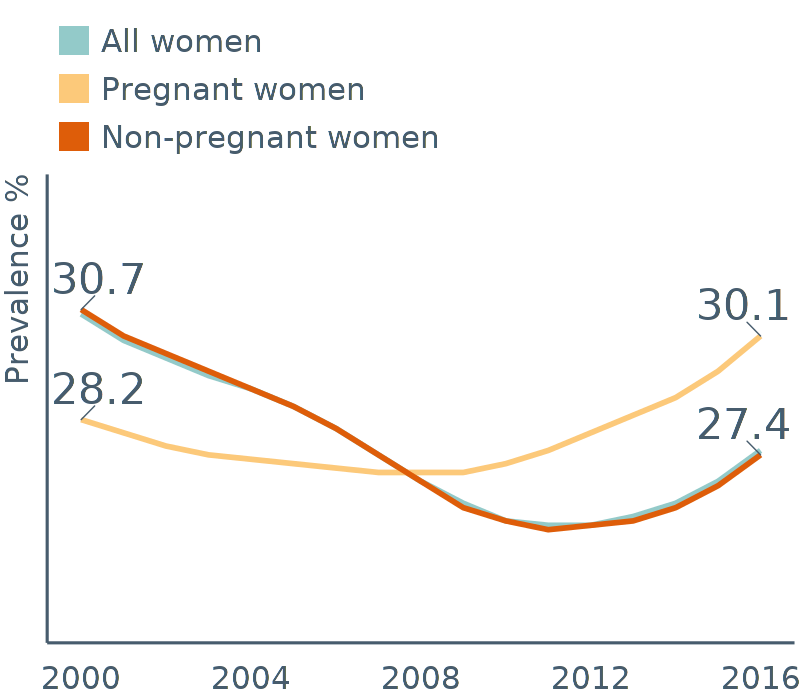 All women
Pregnant women
Non-pregnant women
Prevalence %
30.7
28.2
30.1
27.4
2000 2004 2008 2012 2016